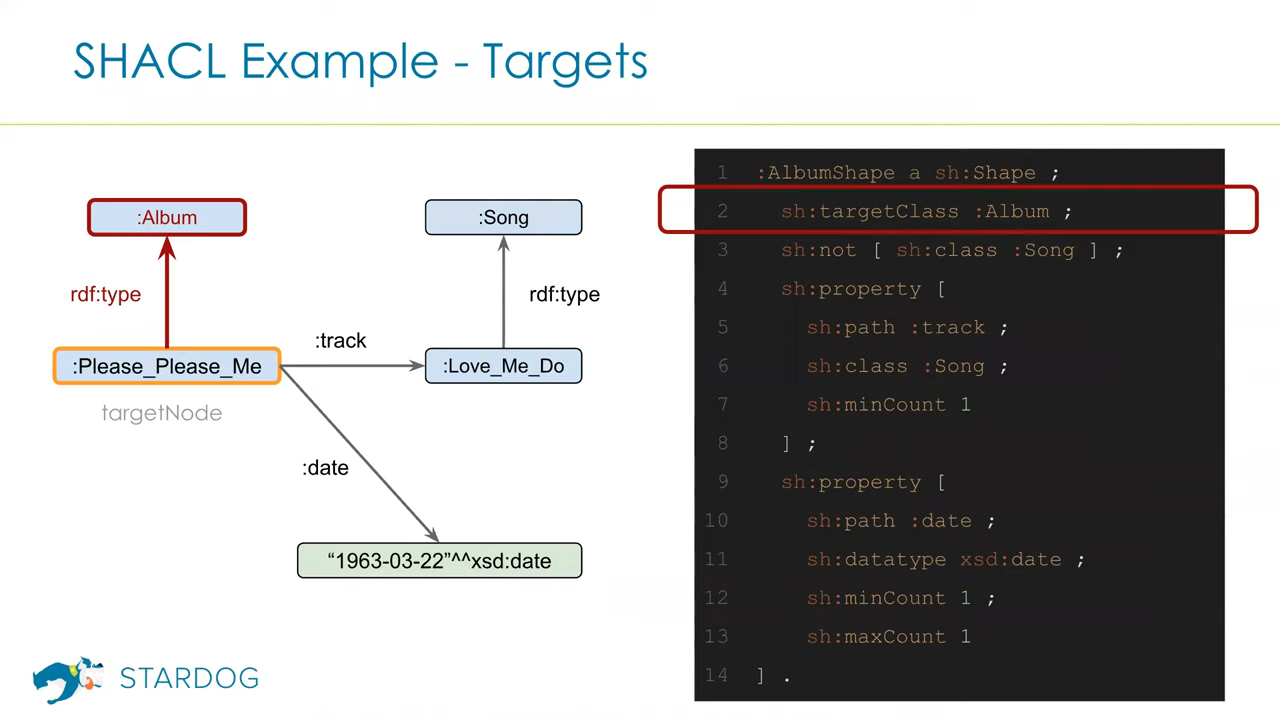 SHACL Example - Targets
:Album
:Song
rdf:type
rdf:type
:track
:Please_Please_Me
:Love_Me_Do
targetNode
:date
“1963-03-22”^^xsd:date
1 :AlbumShape a sh:Shape ;
2 sh:targetClass :Album ;
3 sh:not [ sh:class :Song ] ;
4 sh:property [
5 sh:path :track ;
6 sh:class :Song ;
7 sh:minCount 1
8 ] ;
9 sh:property [
10 sh:path :date ;
11 sh:datatype xsd:date ;
12 sh:minCount 1 ;
13 sh:maxCount 1
14 ] .
STARDOG